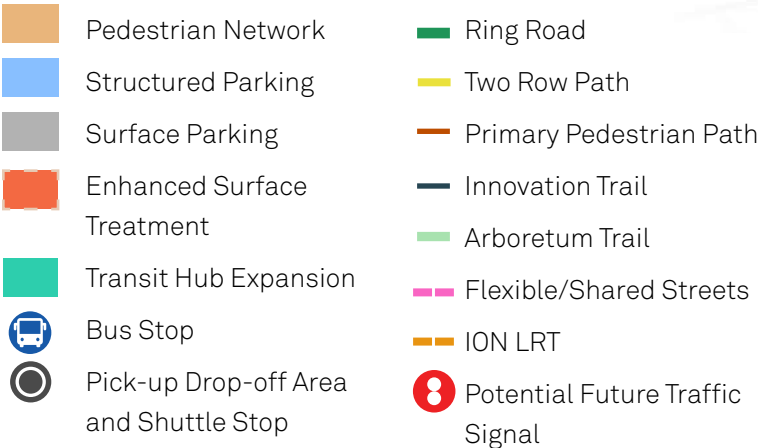 Pedestrian Network
Structured Parking
Surface Parking
Enhanced Surface
Treatment
Transit Hub Expansion
Bus Stop
Pick-up Drop-off Area
and Shuttle Stop
Ring Road
Two Row Path
Primary Pedestrian Path
Innovation Trail
Arboretum Trail
Flexible/Shared Streets
ION LRT
Potential Future Traffic
Signal